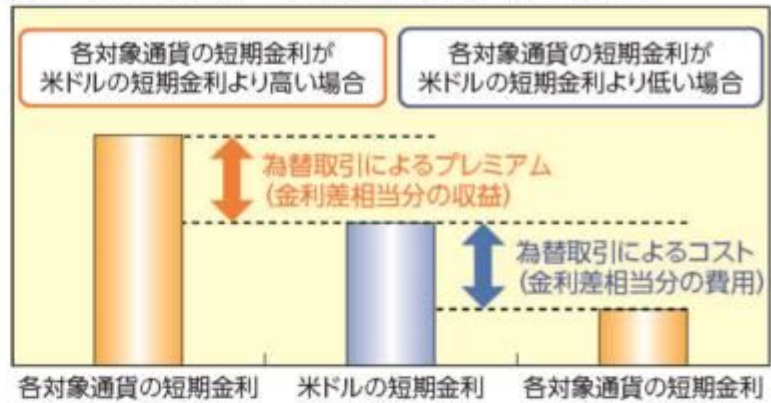 各対象通貨の短期金利が
米ドルの短期金利より高い場合
各対象通貨の短期金利が
米ドルの短期金利より低い場合
為替取引によるプレミアム
(金利差相当分の収益)
為替取引によるコスト
(金利差相当分の費用)
各対象通貨の短期金利
米ドルの短期金利
各対象通貨の短期金利